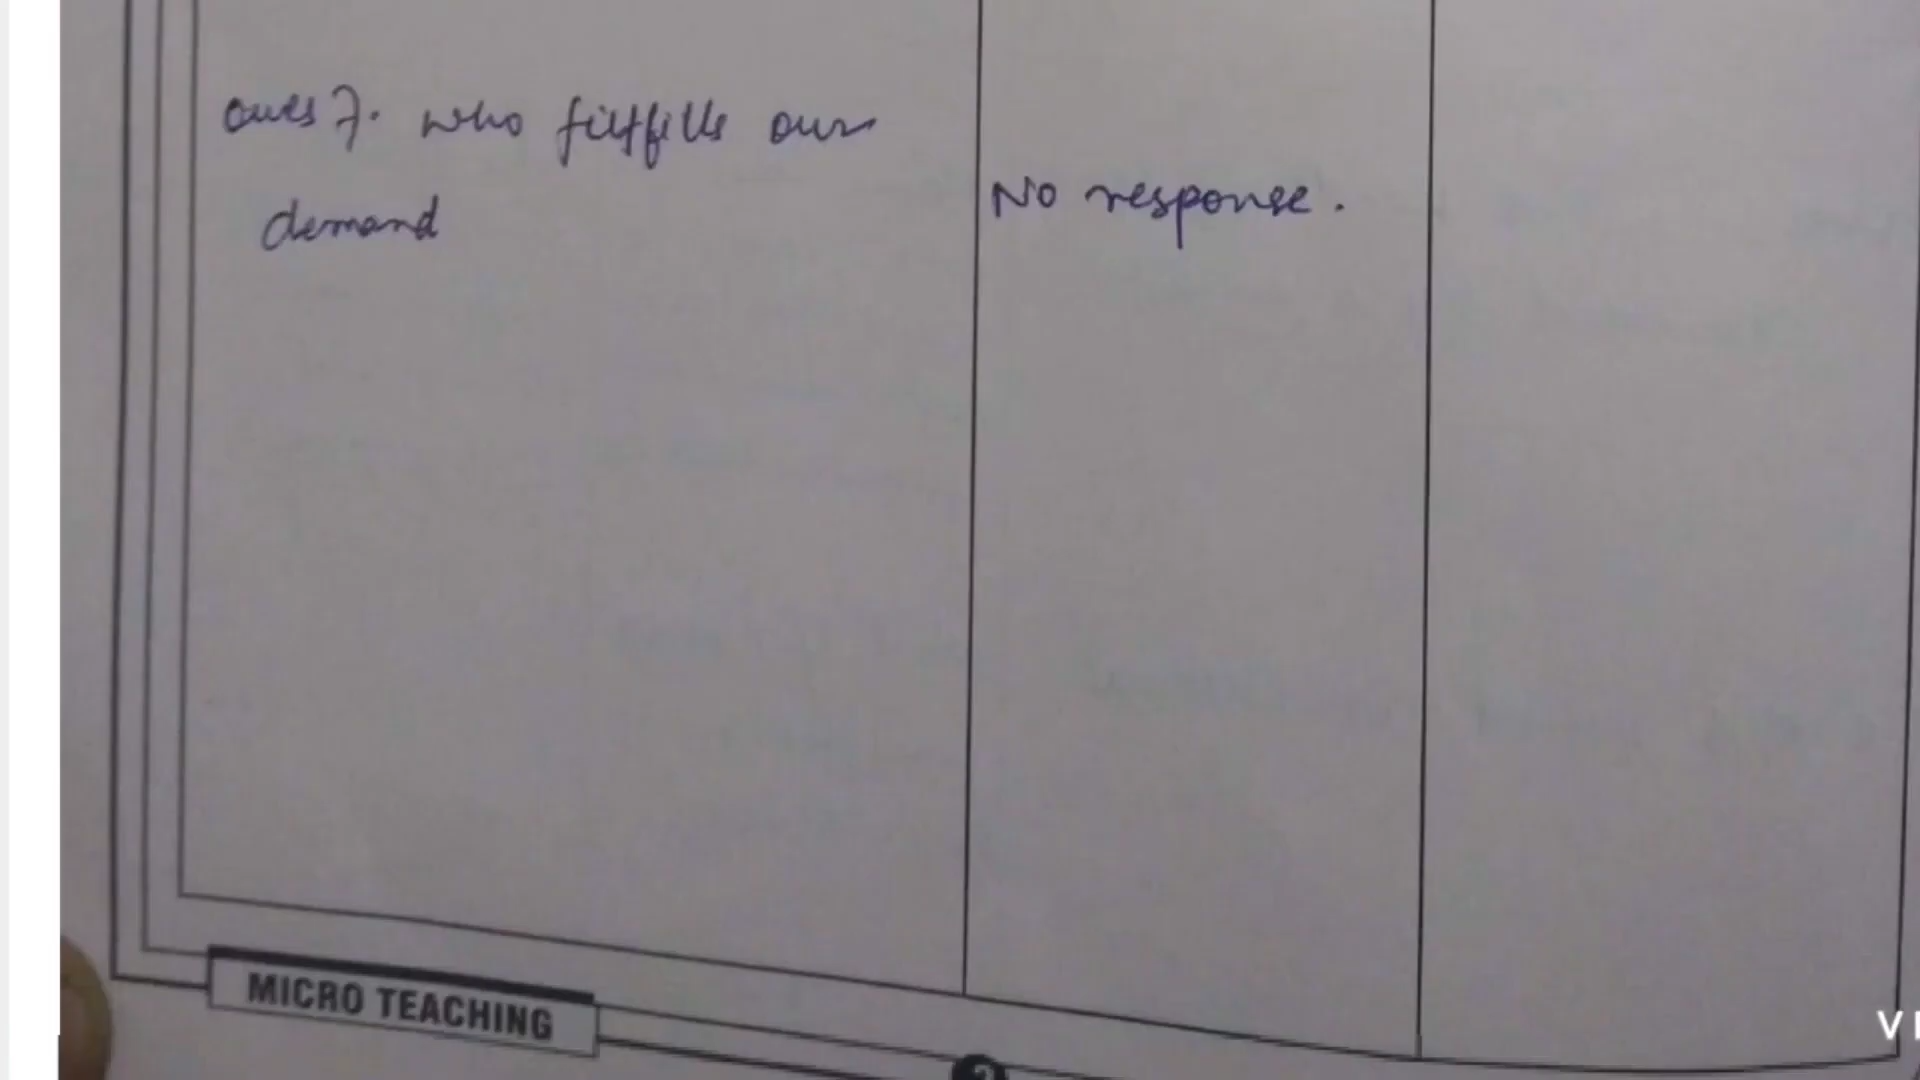 Ques 7. who fulfills our
demand
No response.
MICRO TEACHING